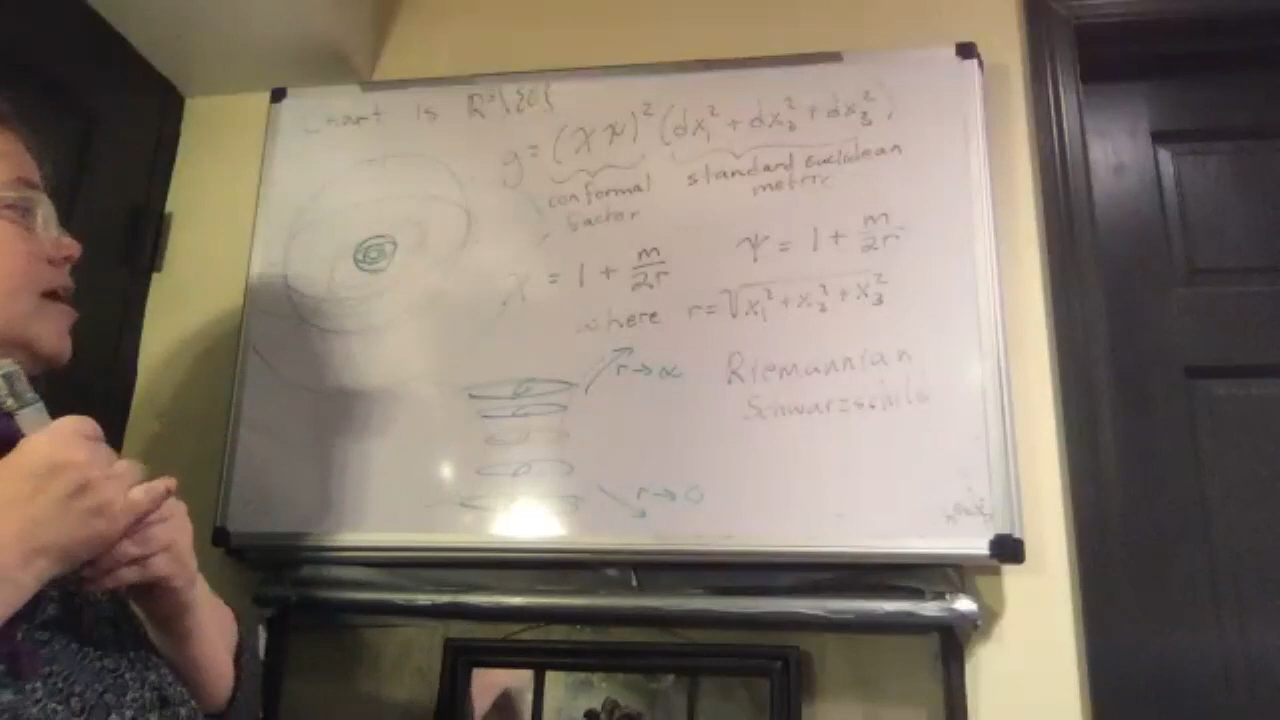 Chart is ℝ³\{0}
g = (χψ)² (dx₁² + dx₂² + dx₃²)
conformal factor
standard euclidean metric
χ = 1 + m/2r
ψ = 1 + m/2r
where r = √x₁² + x₂² + x₃²
r → ∞
Riemannian
Schwarzschild
r → 0